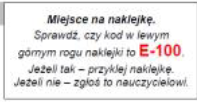 Miejsce na naklejkę.
Sprawdź, czy kod w lewym
górnym rogu naklejki to E-100.
Jeżeli tak – przyklej naklejkę.
Jeżeli nie – zgłoś to nauczycielowi.